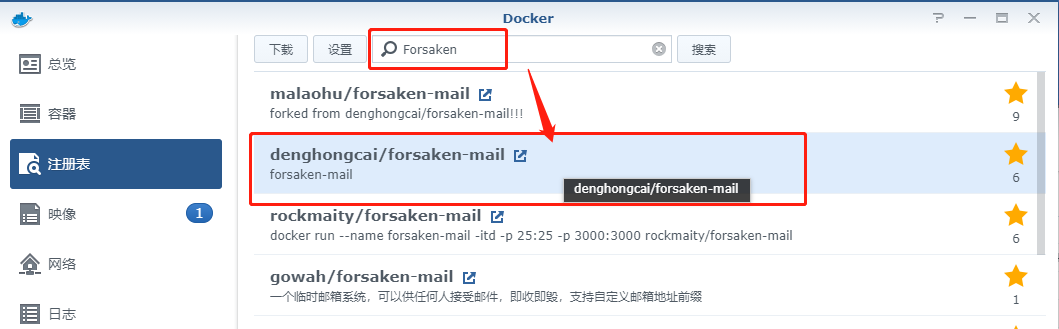 Docker
总览
容器
注册表
映像
1
网络
日志
下载
设置
Forsaken
搜索
malaohu/forsaken-mail
forked from denghongcai/forsaken-mail!!!
9
denghongcai/forsaken-mail
forsaken-mail
6
denghongcai/forsaken-mail
rockmaity/forsaken-mail
docker run --name forsaken-mail -itd -p 25:25 -p 3000:3000 rockmaity/forsaken-mail
6
gowah/forsaken-mail
一个临时邮箱系统，可以供任何人接受邮件，即收即毁，支持自定义邮箱地址前缀
1